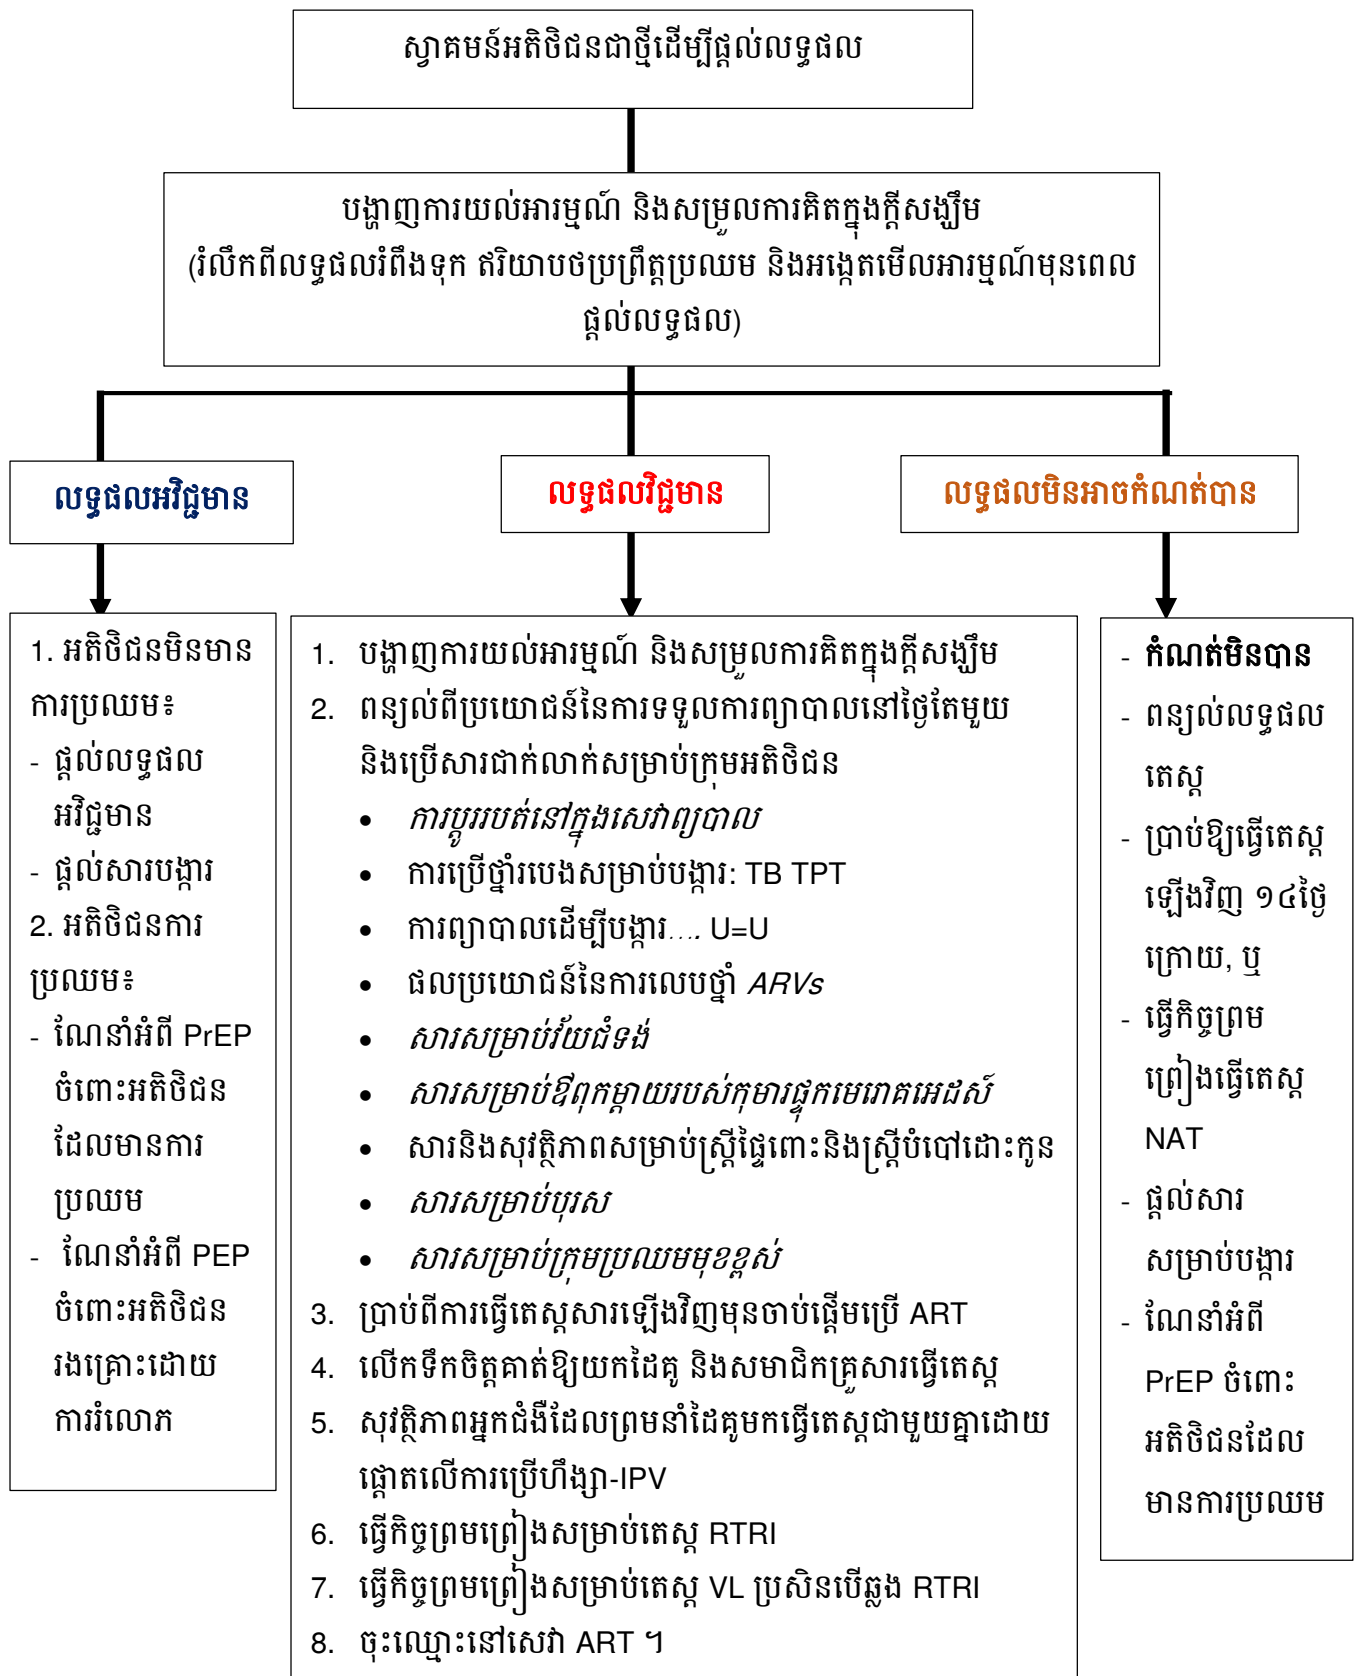 ស្វាគមន៍អតិថិជនជាថ្មីដើម្បីផ្តល់លទ្ធផល
បង្ហាញការយល់អារម្មណ៍ និងសម្រួលការគិតក្នុងក្តីសង្ឃឹម
(រំលឹកពីលទ្ធផលរំពឹងទុក ឥរិយាបថប្រព្រឹត្តប្រឈម និងអង្កេតមើលអារម្មណ៍មុនពេល
ផ្តល់លទ្ធផល)
លទ្ធផលអវិជ្ជមាន
លទ្ធផលវិជ្ជមាន
លទ្ធផលមិនអាចកំណត់បាន
1. អតិថិជនមិនមាន
ការប្រឈម៖
- ផ្តល់លទ្ធផល
អវិជ្ជមាន
- ផ្តល់សារបង្ការ
2. អតិថិជនការ
ប្រឈម៖
- ណែនាំអំពី PrEP
ចំពោះអតិថិជន
ដែលមានការ
ប្រឈម
- ណែនាំអំពី PEP
ចំពោះអតិថិជន
រងគ្រោះដោយ
ការរំលោភ
1. បង្ហាញការយល់អារម្មណ៍ និងសម្រួលការគិតក្នុងក្តីសង្ឃឹម
2. ពន្យល់ពីប្រយោជន៍នៃការទទួលការព្យាបាលនៅថ្ងៃតែមួយ
និងប្រើសារជាក់លាក់សម្រាប់ក្រុមអតិថិជន
• ការប្តូររបត់នៅក្នុងសេវាព្យបាល
• ការប្រើថ្នាំរបេងសម្រាប់បង្ការ: TB TPT
• ការព្យាបាលដើម្បីបង្ការ.... U=U
• ផលប្រយោជន៍នៃការលេបថ្នាំ ARVs
• សារសម្រាប់វ័យជំទង់
• សារសម្រាប់ឪពុកម្តាយរបស់កុមារផ្ទុកមេរោគអេដស៍
• សារនិងសុវត្ថិភាពសម្រាប់ស្ត្រីផ្ទៃពោះនិងស្ត្រីបំបៅដោះកូន
• សារសម្រាប់បុរស
• សារសម្រាប់ក្រុមប្រឈមមុខខ្ពស់
3. ប្រាប់ពីការធ្វើតេស្តសារឡើងវិញមុនចាប់ផ្តើមប្រើ ART
4. លើកទឹកចិត្តគាត់ឱ្យយកដៃគូ និងសមាជិកគ្រួសារធ្វើតេស្ត
5. សុវត្ថិភាពអ្នកជំងឺដែលព្រមនាំដៃគូមកធ្វើតេស្តជាមួយគ្នាដោយ
ផ្តោតលើការប្រើហឹង្សា-IPV
6. ធ្វើកិច្ចព្រមព្រៀងសម្រាប់តេស្ត RTRI
7. ធ្វើកិច្ចព្រមព្រៀងសម្រាប់តេស្ត VL ប្រសិនបើឆ្លង RTRI
8. ចុះឈ្មោះនៅសេវា ART ។
- កំណត់មិនបាន
- ពន្យល់លទ្ធផល
តេស្ត
- ប្រាប់ឱ្យធ្វើតេស្ត
ឡើងវិញ ១៤ថ្ងៃ
ក្រោយ, ឬ
- ធ្វើកិច្ចព្រម
ព្រៀងធ្វើតេស្ត
NAT
- ផ្តល់សារ
សម្រាប់បង្ការ
- ណែនាំអំពី
PrEP ចំពោះ
អតិថិជនដែល
មានការប្រឈម